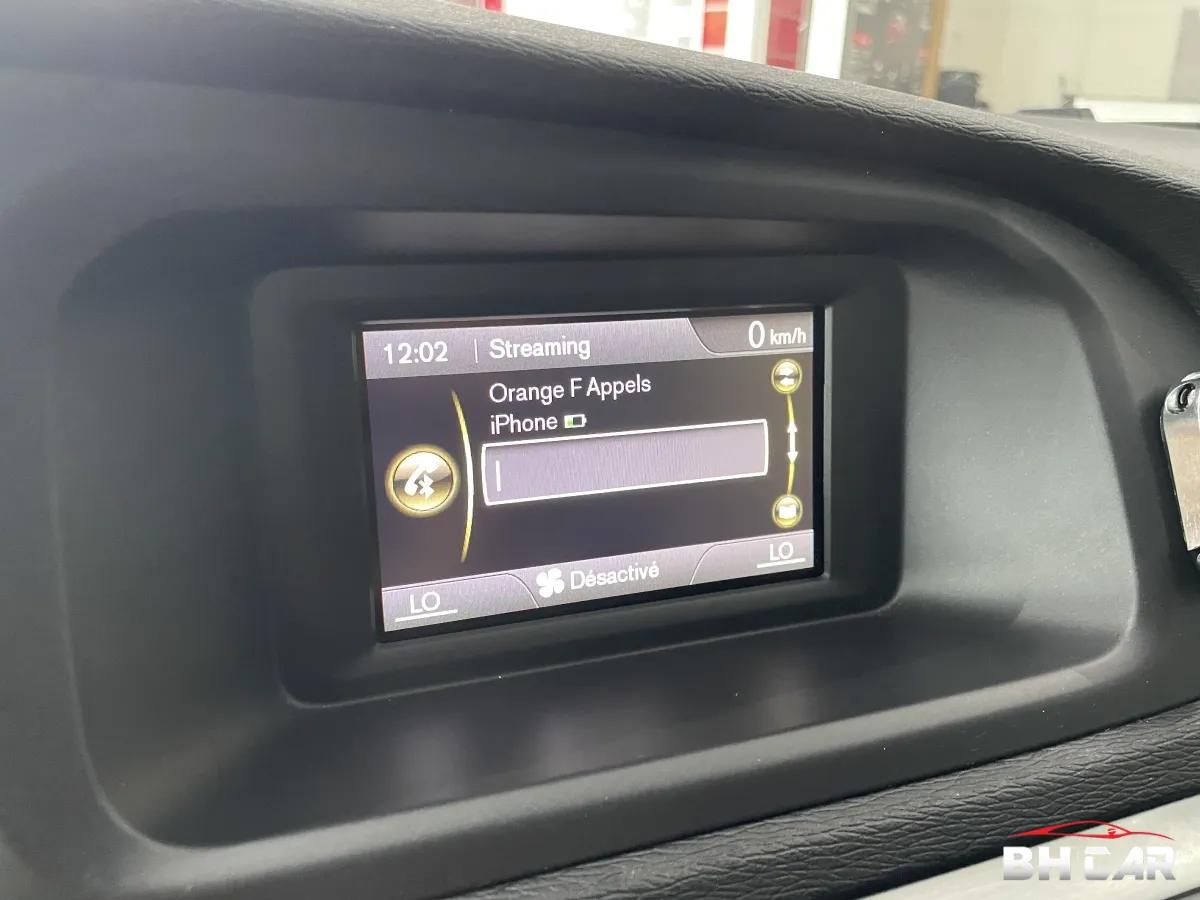 12:02 Streaming 0 km/h
Orange F Appels
iPhone
LO Désactivé LO
BH CAR